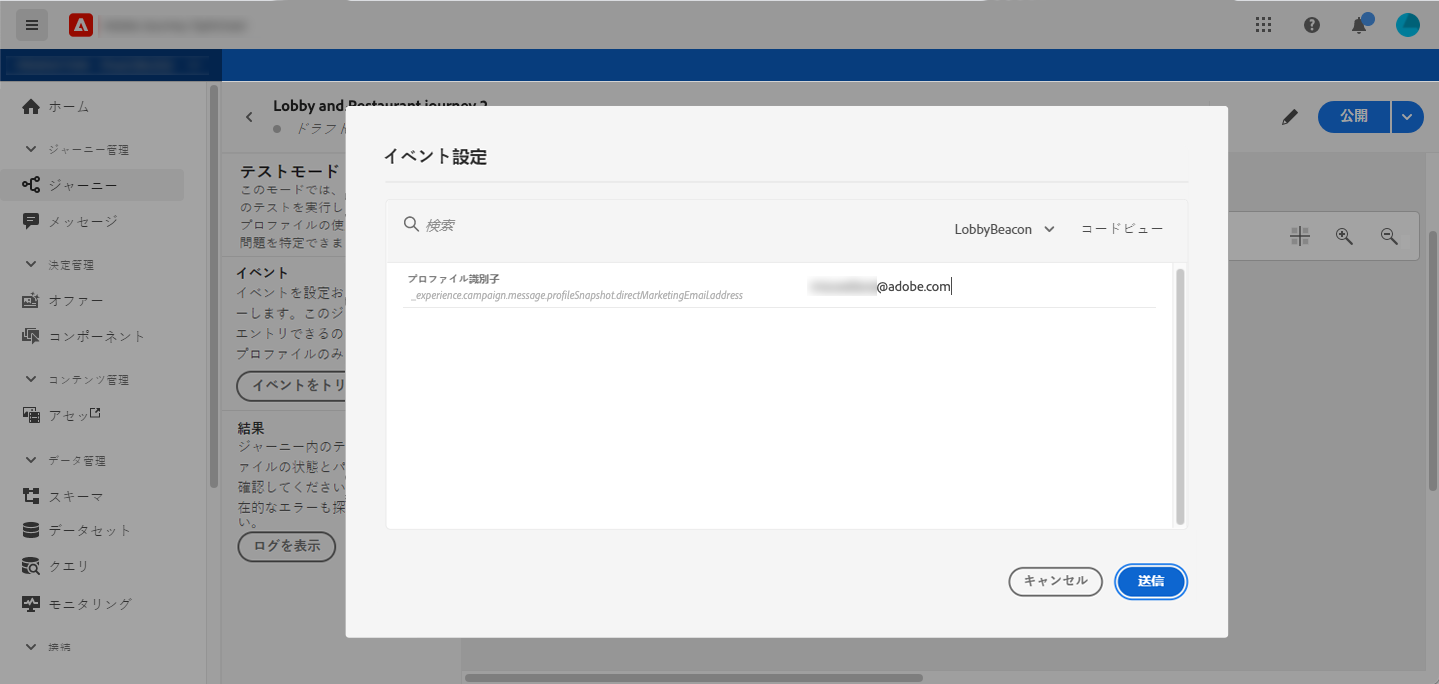 Lobby and Restaurant journey 2
ドラフト
公開
ホーム
ジャーニー管理
ジャーニー
メッセージ
決定管理
オファー
コンポーネント
コンテンツ管理
アセッ
データ管理
スキーマ
データセット
クエリ
モニタリング
接続
テストモード
このモードでは、
のテストを実行し
プロファイルの使
問題を特定できま
イベント
イベントを設定お
ーします。このジ
エントリできるの
プロファイルのみ
イベントをトリ
結果
ジャーニー内のテ
ァイルの状態とパ
確認してください
在的なエラーも探
い。
ログを表示
イベント設定
検索
LobbyBeacon
コードビュー
プロファイル識別子
_experience.campaign.message.profileSnapshot.directMarketingEmail.address
@adobe.com
キャンセル
送信